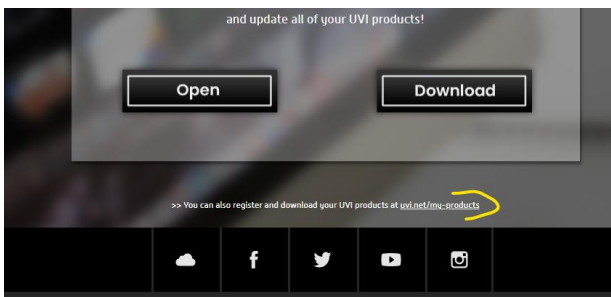 and update all of your UVI products!
Open
Download
>> You can also register and download your UVI products at uvi.net/my-products